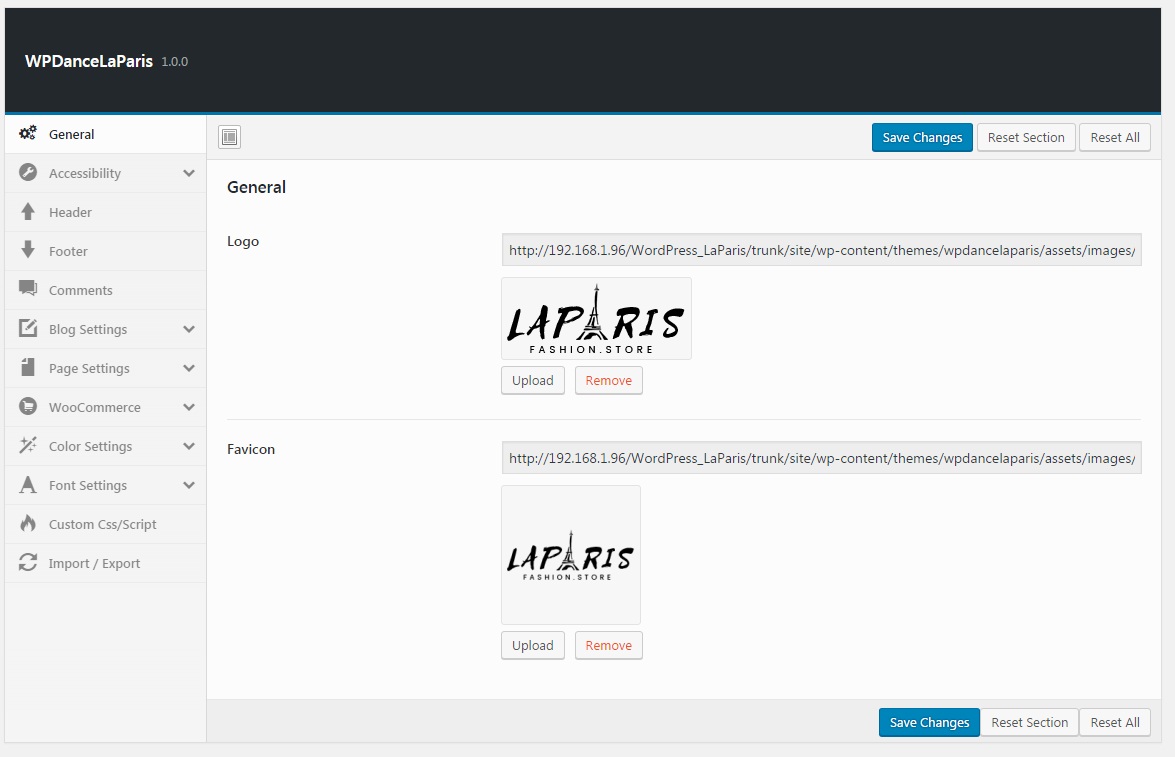 WPDanceLaParis 1.0.0
General
Accessibility
Header
Footer
Comments
Blog Settings
Page Settings
WooCommerce
Color Settings
Font Settings
Custom Css/Script
Import / Export
Save Changes Reset Section Reset All
General
Logo
http://192.168.1.96/WordPress_LaParis/trunk/site/wp-content/themes/wpdancelaparis/assets/images/
LAPARIS
FASHION.STORE
Upload Remove
Favicon
http://192.168.1.96/WordPress_LaParis/trunk/site/wp-content/themes/wpdancelaparis/assets/images/
LAPARIS
FASHION.STORE
Upload Remove
Save Changes Reset Section Reset All